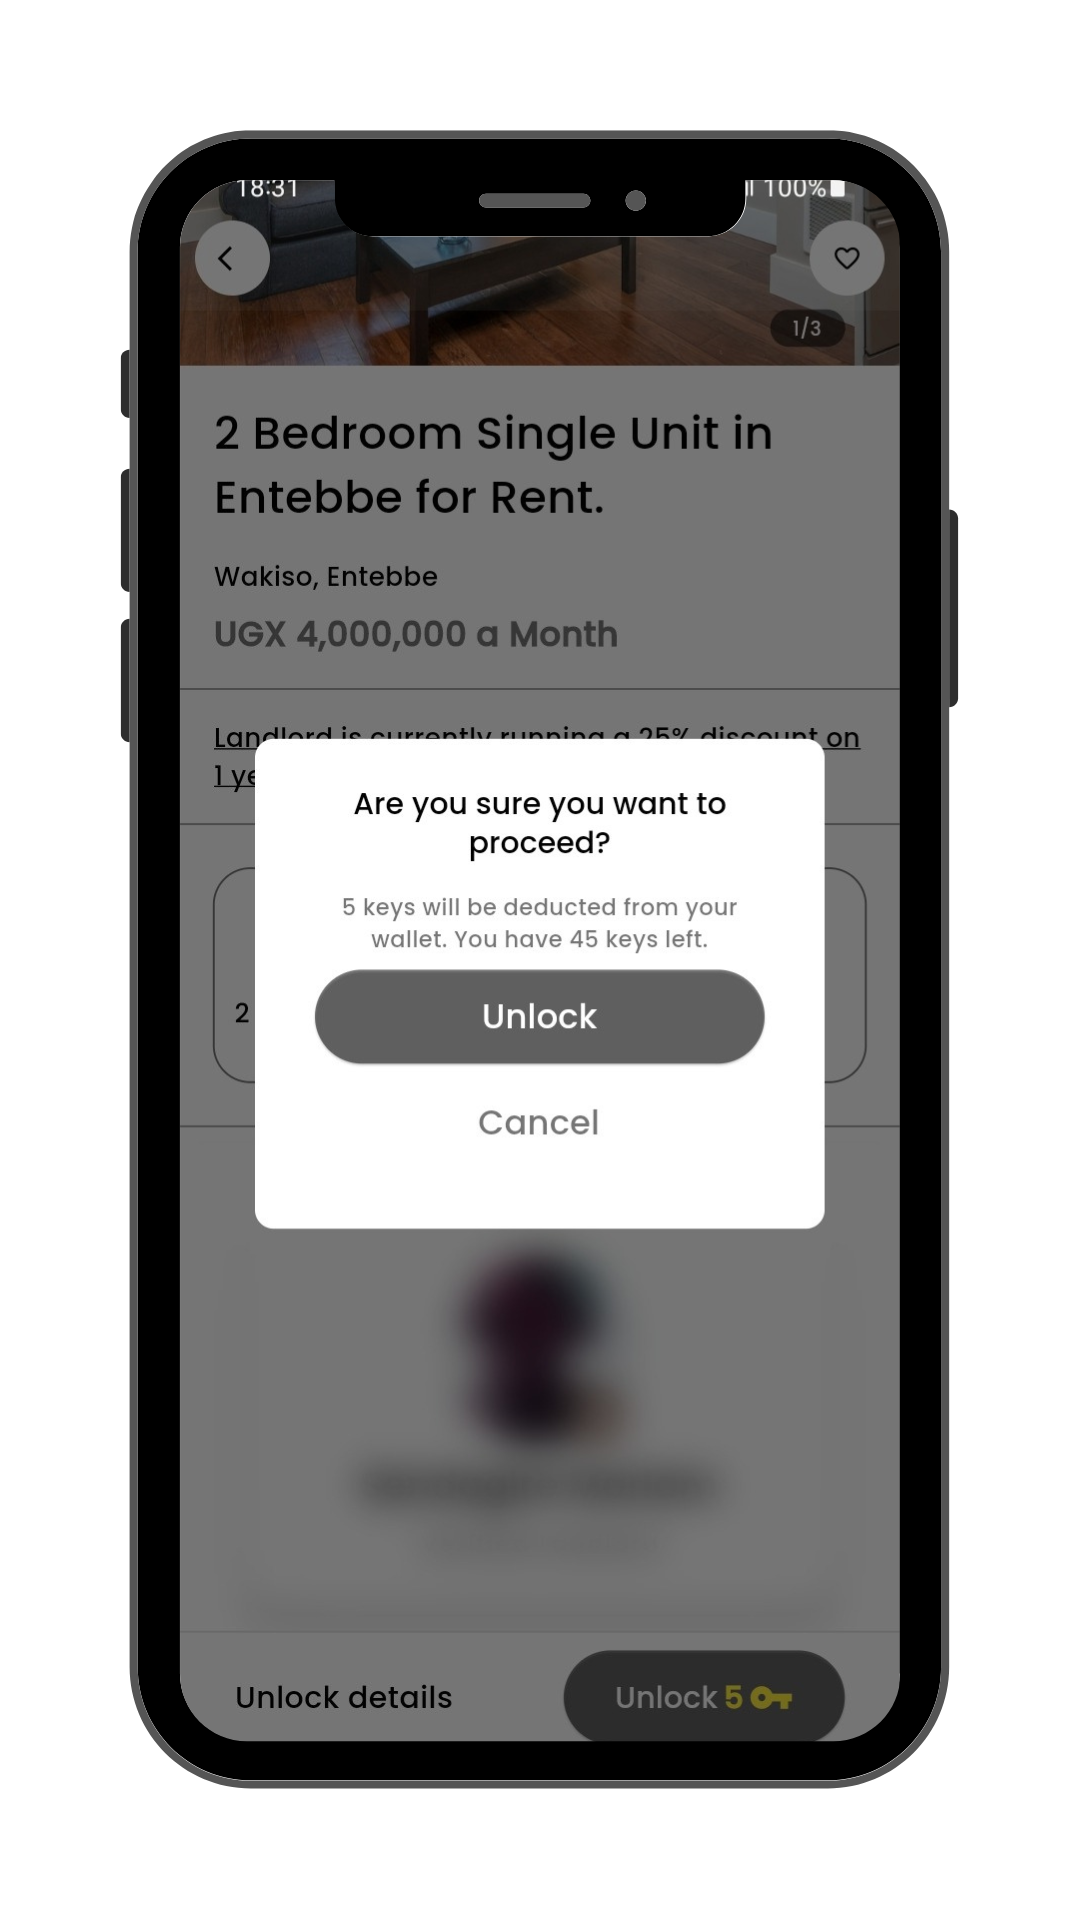 18:31
100%
1/3
2 Bedroom Single Unit in
Entebbe for Rent.
Wakiso, Entebbe
UGX 4,000,000 a Month
Landlord is currently running a 25% discount on
1
Are you sure you want to
proceed?
5 keys will be deducted from your
wallet. You have 45 keys left.
Unlock
2
Cancel
Unlock details
Unlock 5